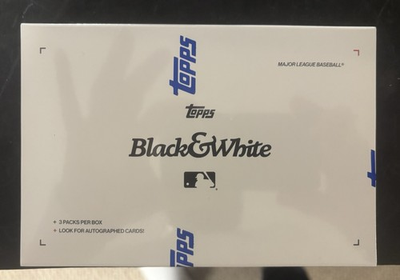 Topps
MAJOR LEAGUE BASEBALL®
Topps
Black&White
+ 3 PACKS PER BOX
+ LOOK FOR AUTOGRAPHED CARDS!
Topps